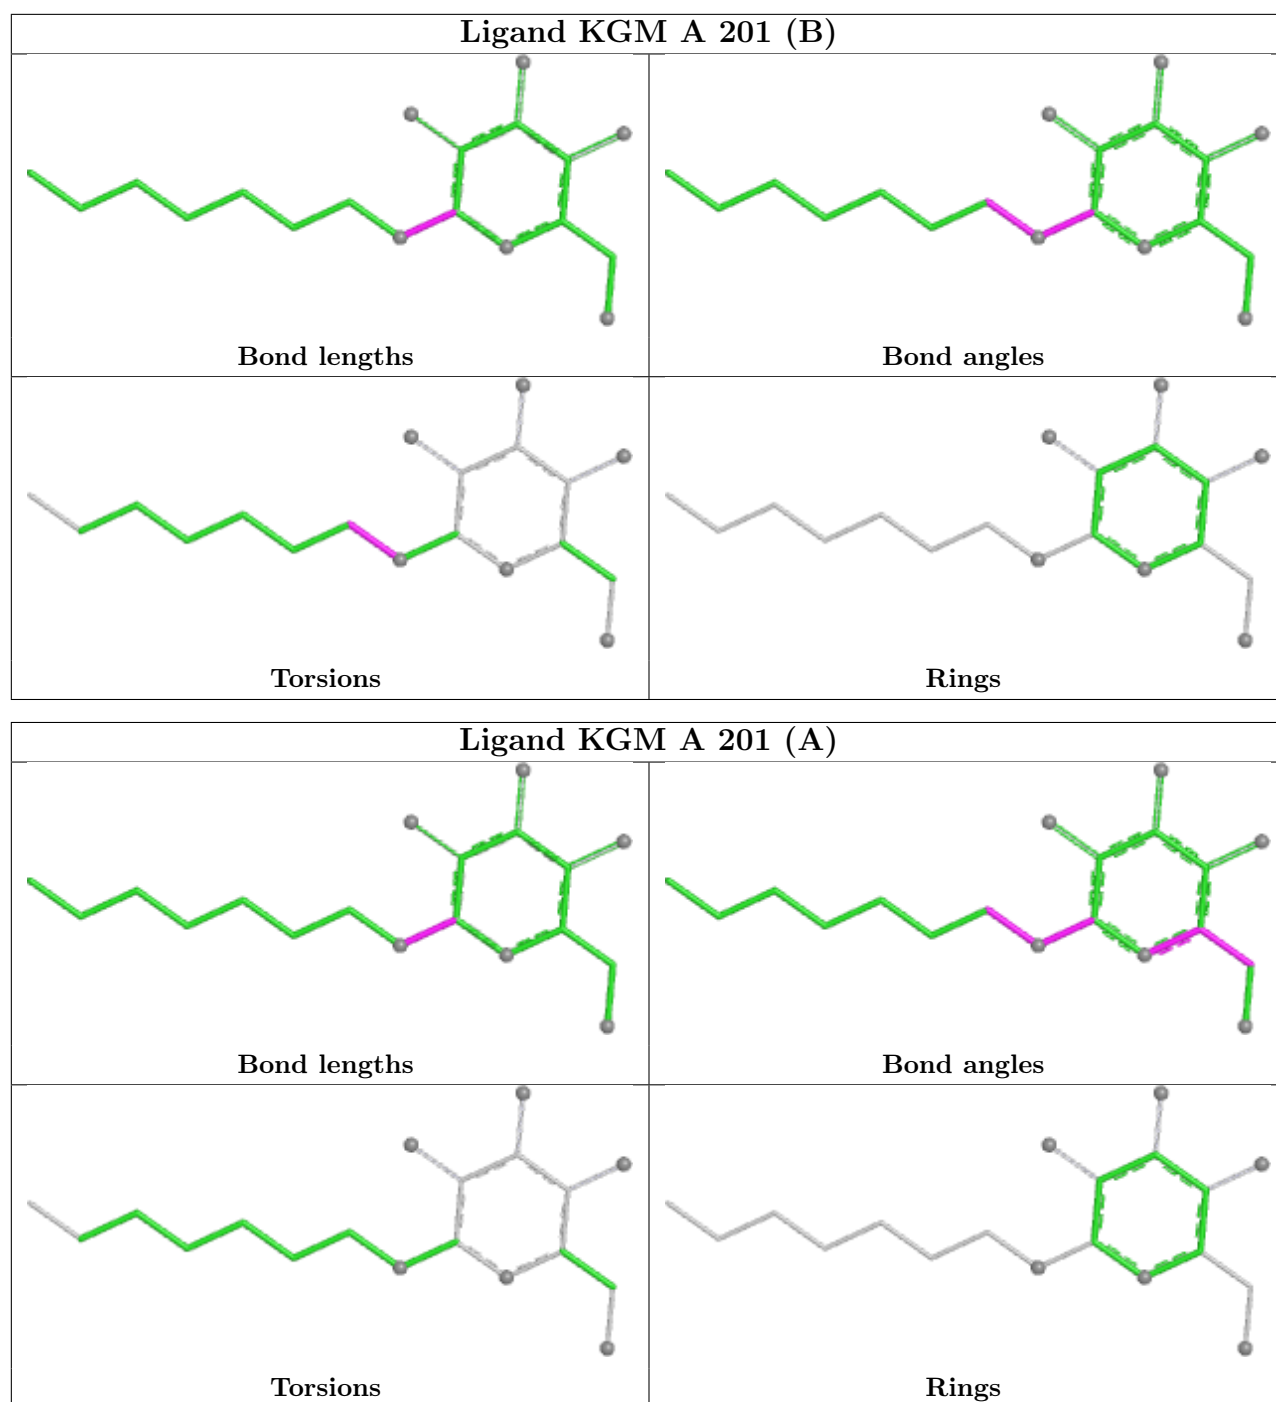 Ligand KGM A 201 (B)
Bond lengths
Bond angles
Torsions
Rings
Ligand KGM A 201 (A)
Bond lengths
Bond angles
Torsions
Rings